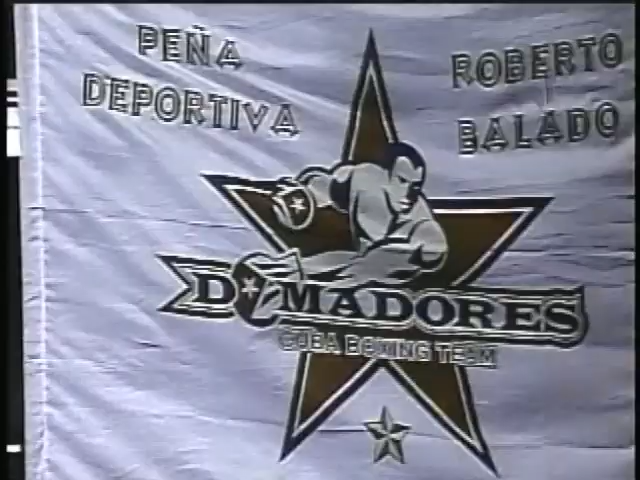 PEÑA
DEPORTIVA
ROBERTO
BALADO
DOMADORES
CUBA BOXING TEAM